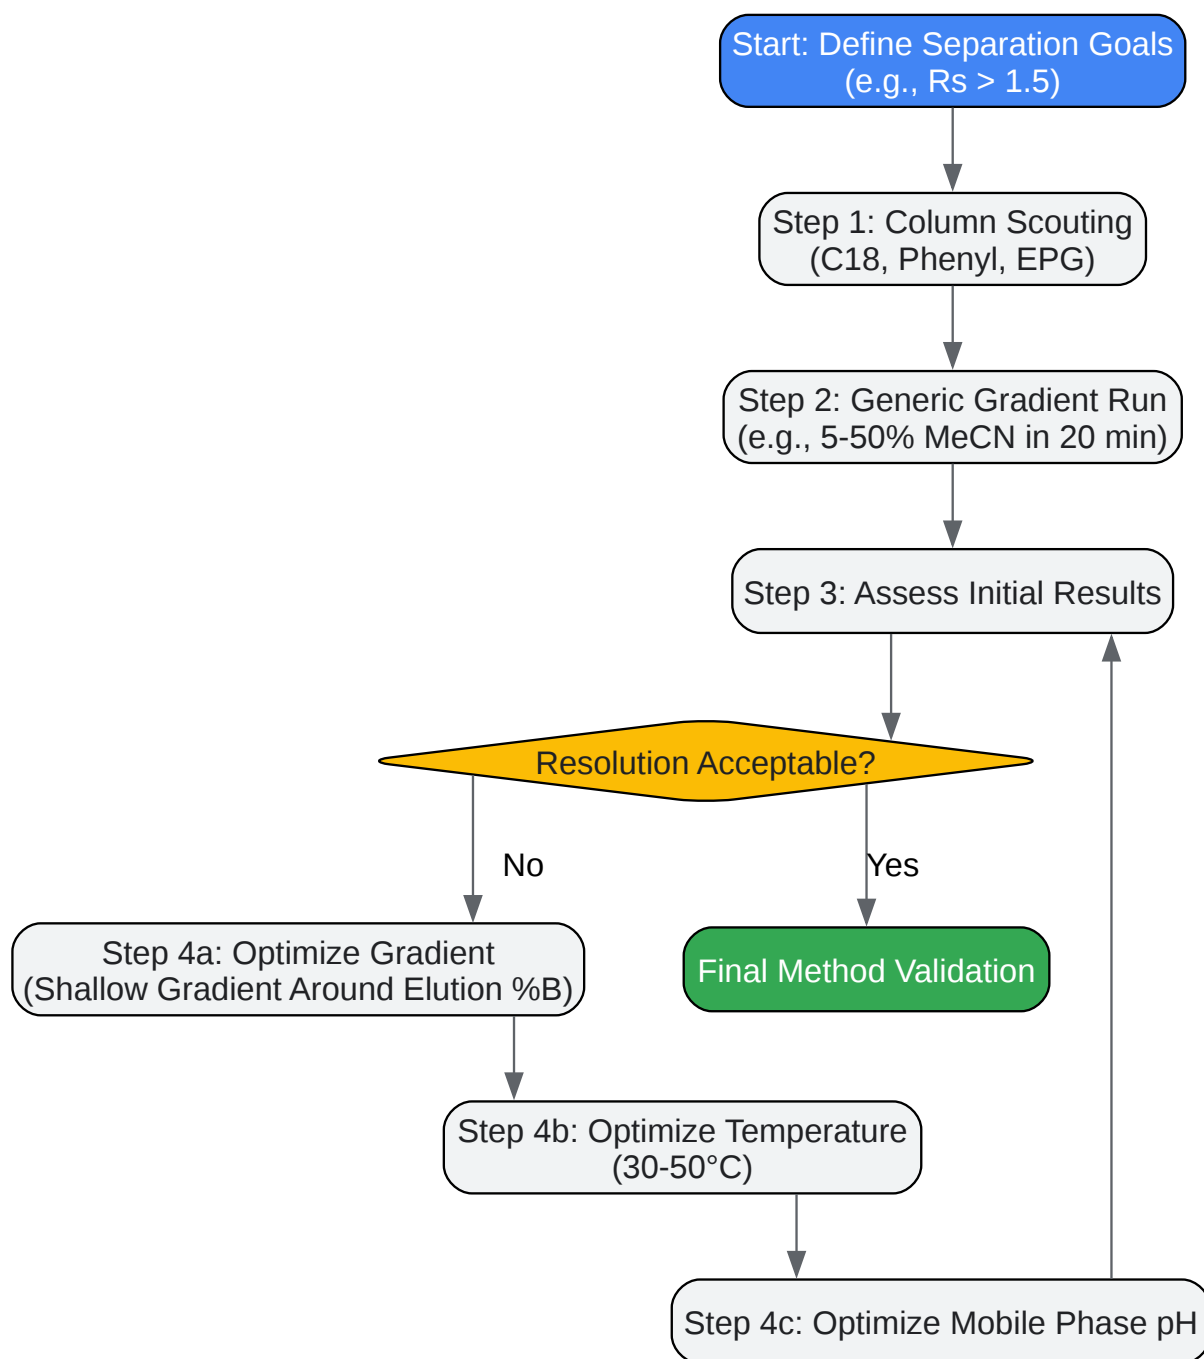 Start: Define Separation Goals
(e.g., Rs > 1.5)
Step 1: Column Scouting
(C18, Phenyl, EPG)
Step 2: Generic Gradient Run
(e.g., 5-50% MeCN in 20 min)
Step 3: Assess Initial Results
Resolution Acceptable?
No
Yes
Step 4a: Optimize Gradient
(Shallow Gradient Around Elution %B)
Final Method Validation
Step 4b: Optimize Temperature
(30-50°C)
Step 4c: Optimize Mobile Phase pH